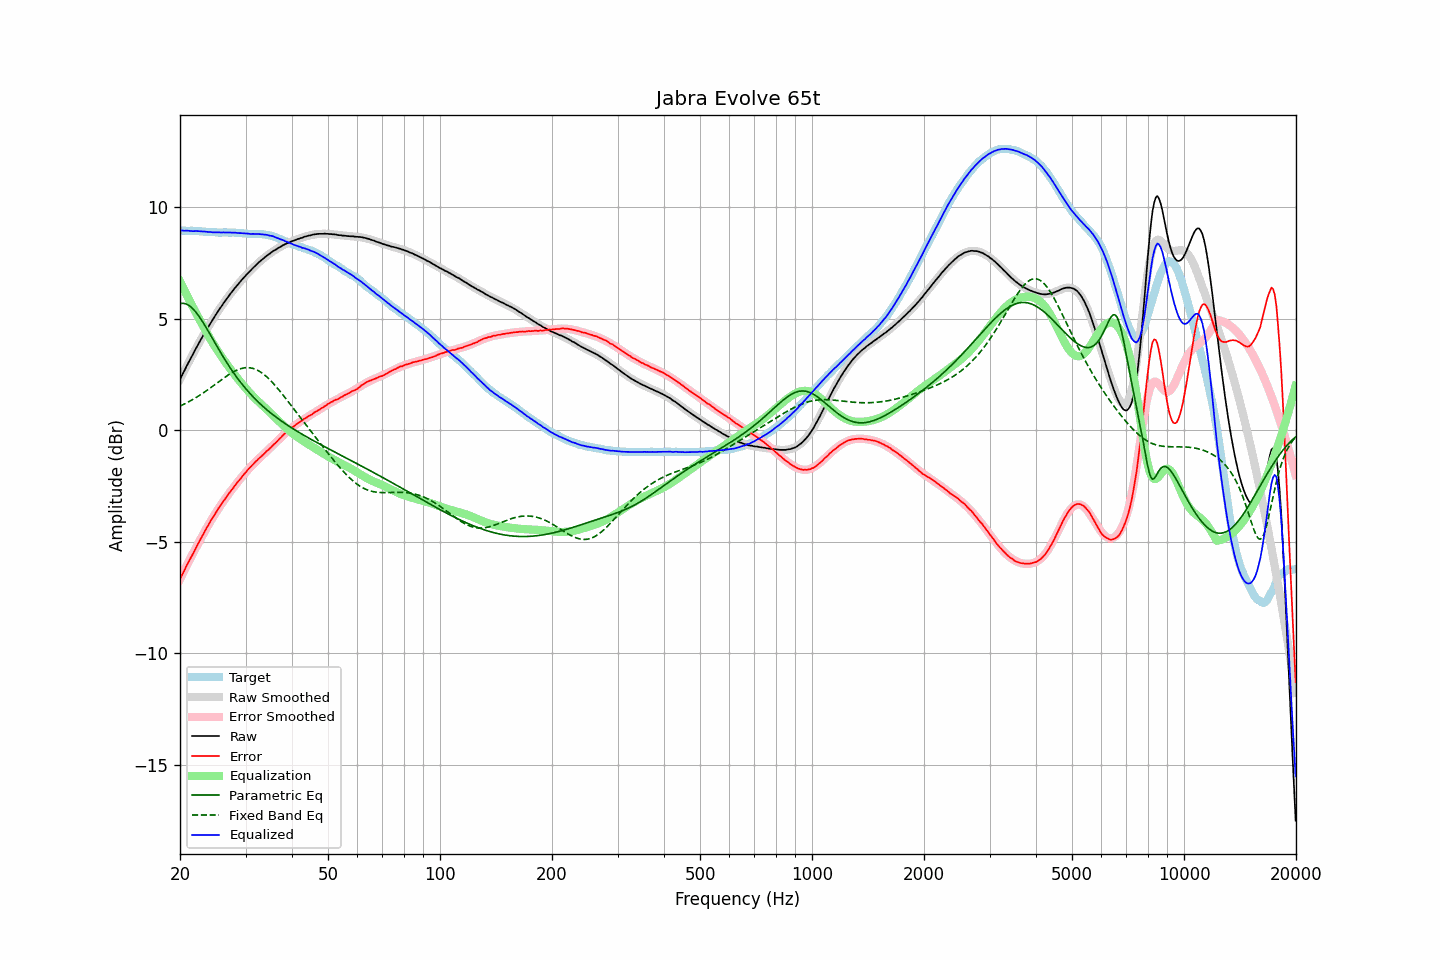 Jabra Evolve 65t
Amplitude (dBr)
10
5
0
−5
−10
−15
Target
Raw Smoothed
Error Smoothed
Raw
Error
Equalization
Parametric Eq
Fixed Band Eq
Equalized
20 50 100 200 500 1000 2000 5000 10000 20000
Frequency (Hz)